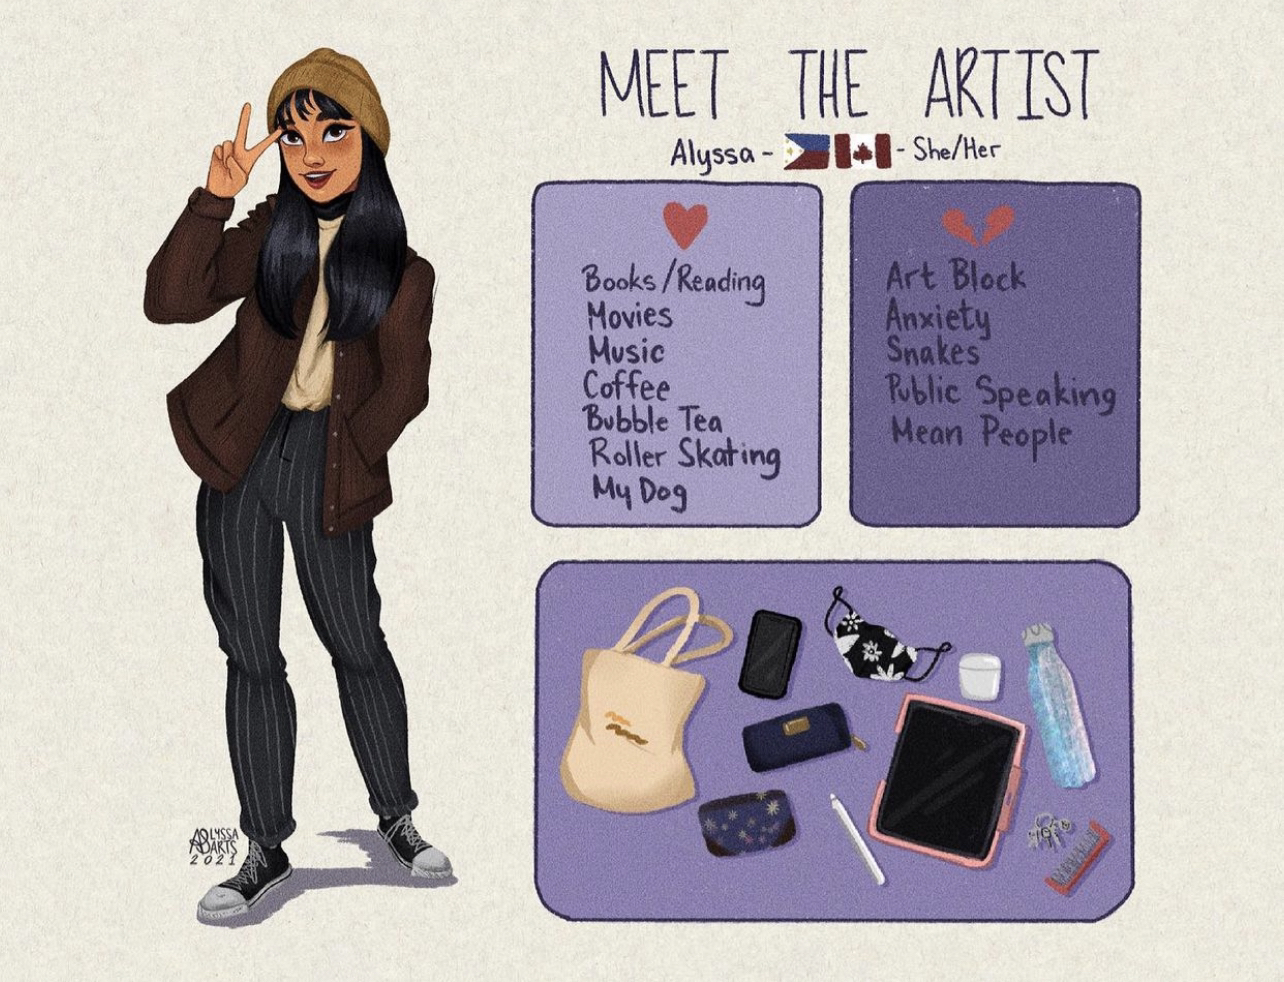 MEET THE ARTIST
Alyssa - - She/Her
Books/Reading
Movies
Music
Coffee
Bubble Tea
Roller Skating
My Dog
Art Block
Anxiety
Snakes
Public Speaking
Mean People
ALYSSA
ARTS
2021